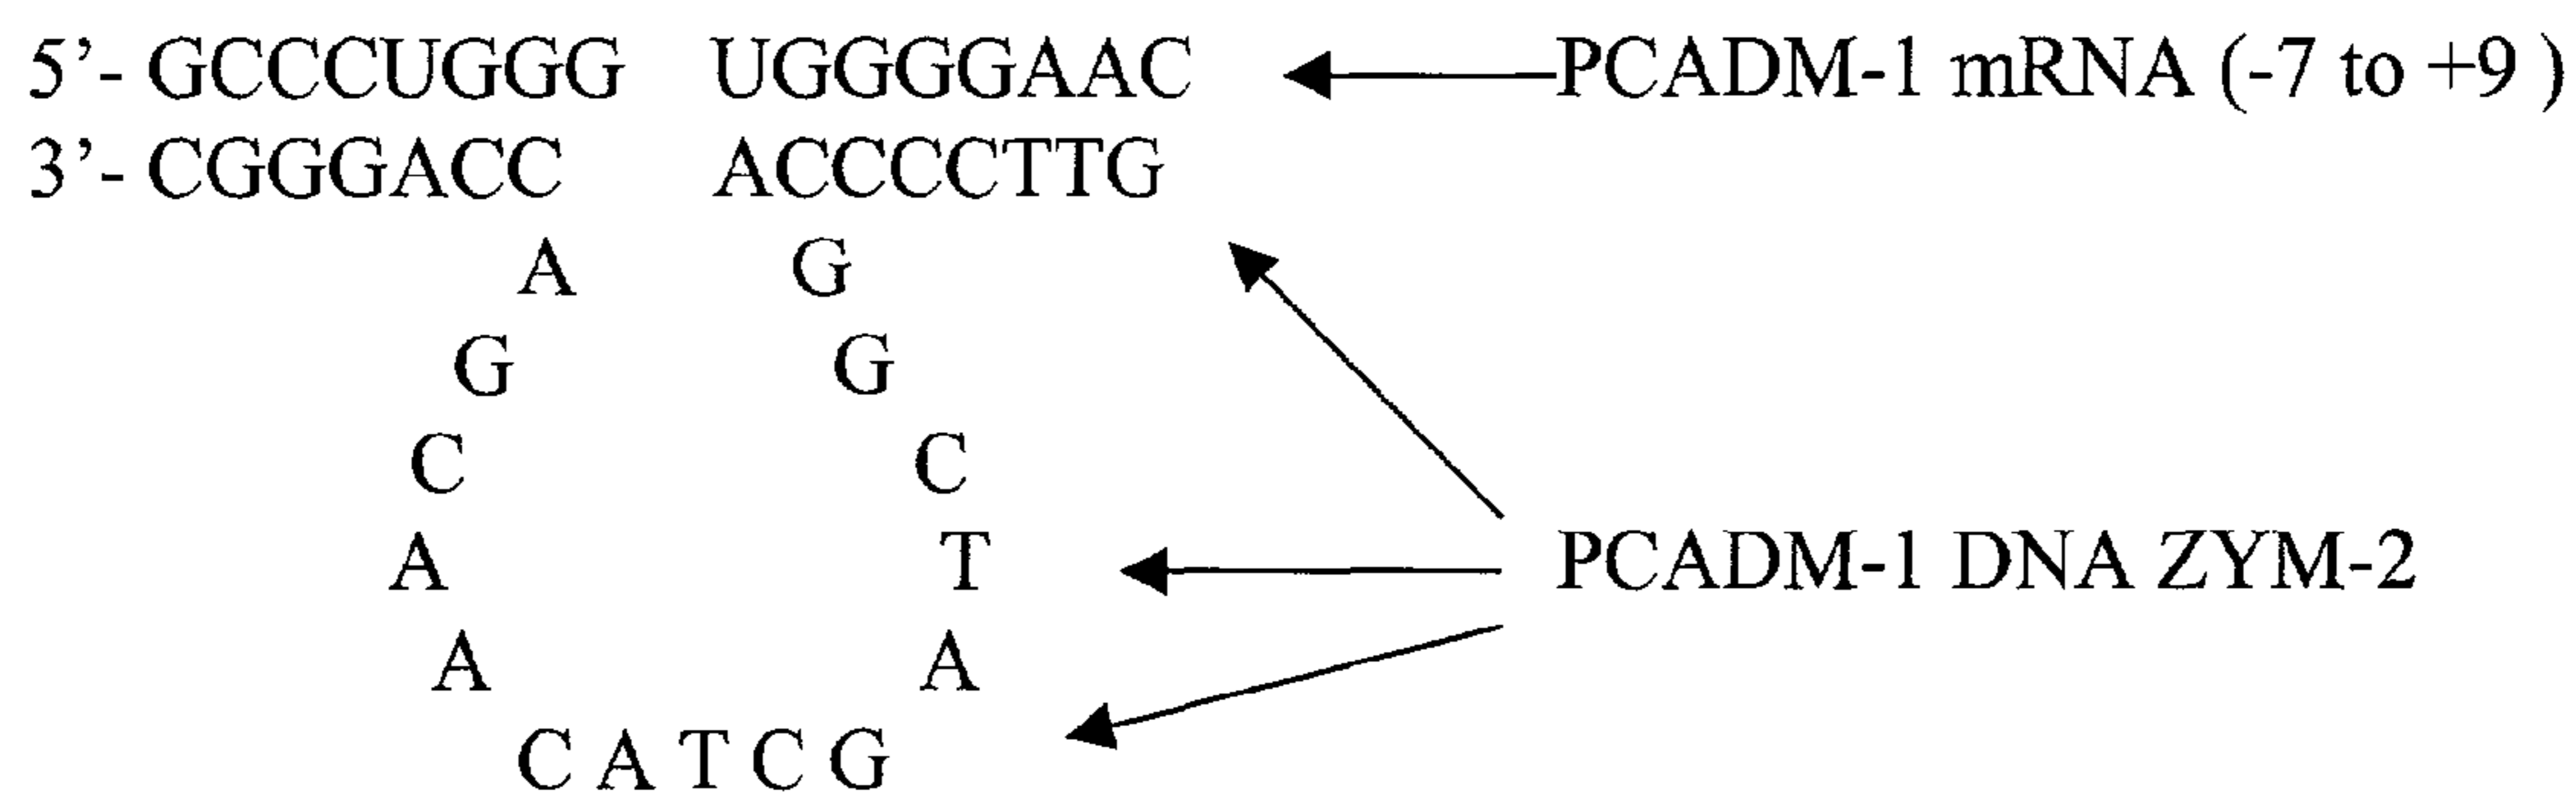 5’- GCCCUGGG UGGGGAAC PCADM-1 mRNA (-7 to +9 )
3’- CGGGACC ACCCCTTG
A G
G G
C C
A T PCADM-1 DNA ZYM-2
A A
C A T C G